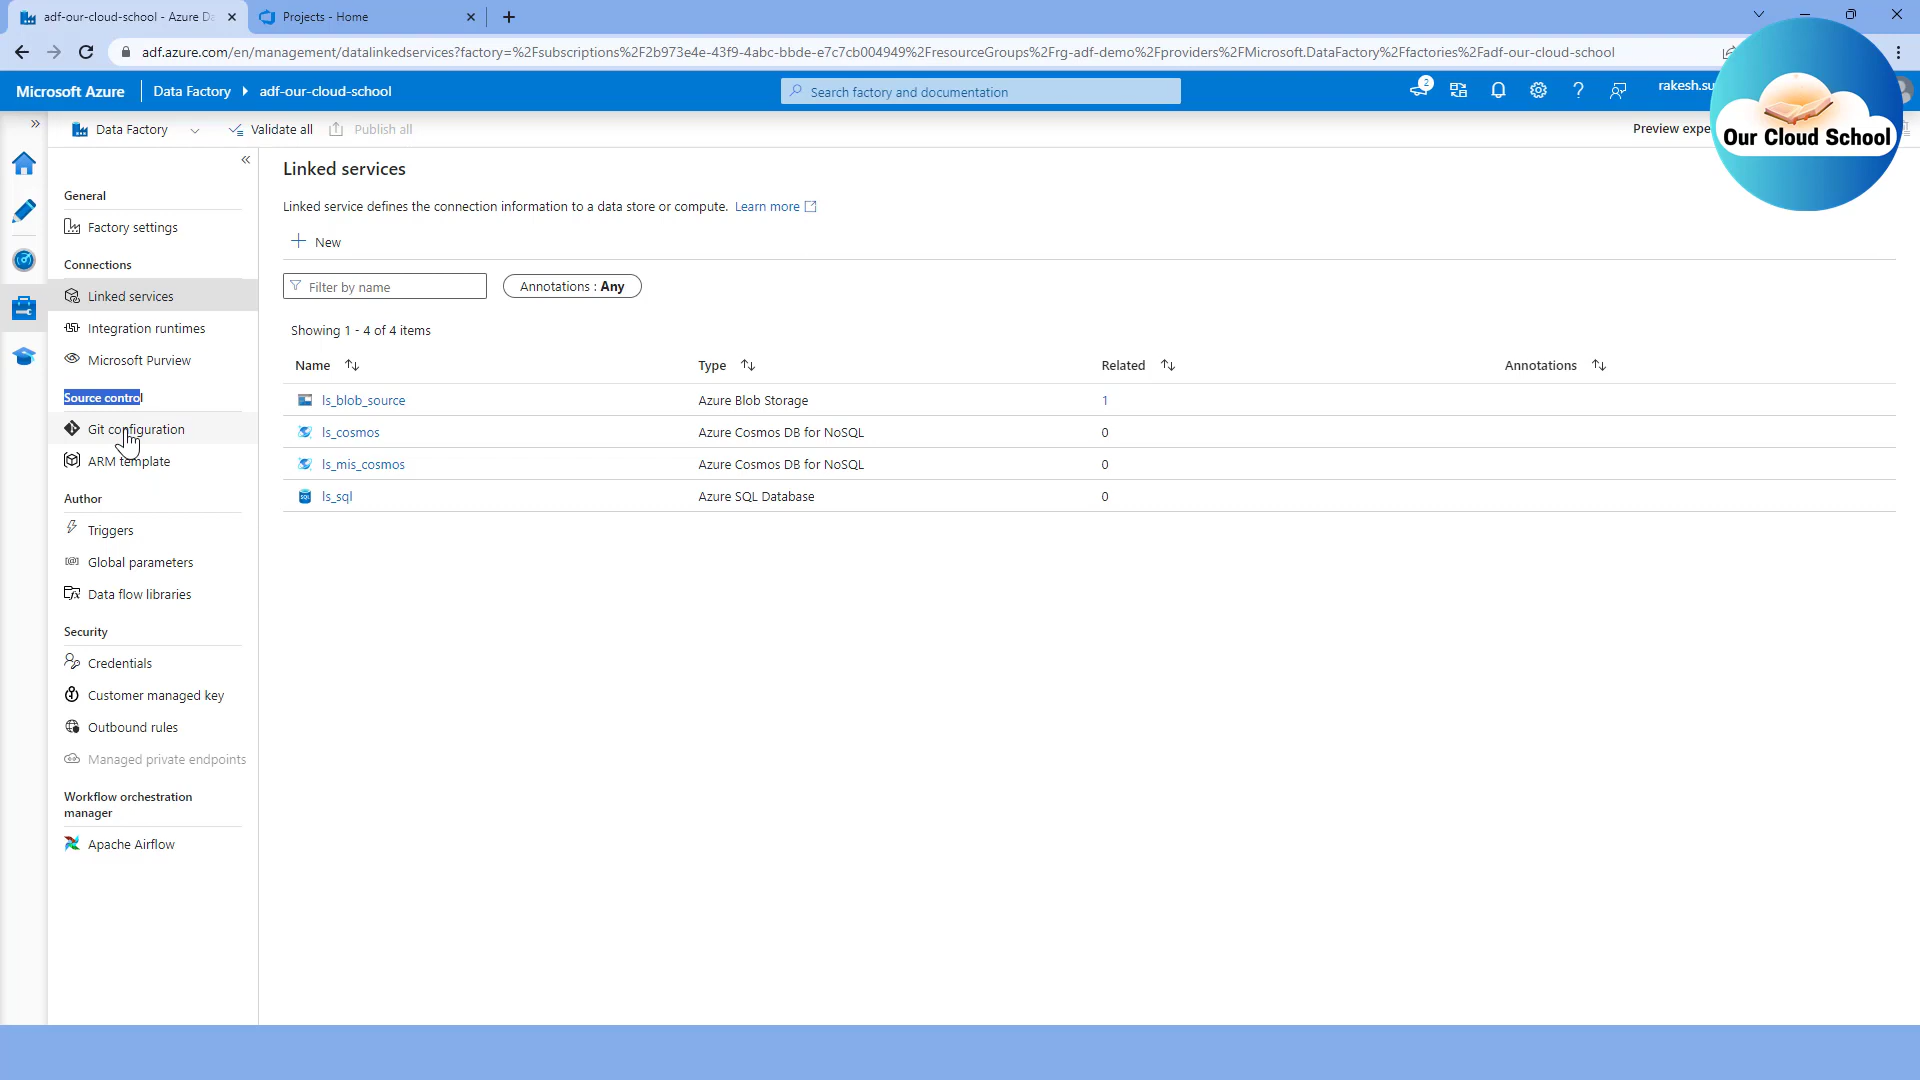 adf-our-cloud-school - Azure Da
Projects - Home
adf.azure.com/en/management/datalinkedservices?factory=%2Fsubscriptions%2F2b973e4e-43f9-4abc-bbde-e7c7cb004949%2FresourceGroups%2Frg-adf-demo%2Fproviders%2FMicrosoft.DataFactory%2Ffactories%2Fadf-our-cloud-school
Microsoft Azure
Data Factory
adf-our-cloud-school
Search factory and documentation
2
rakesh.su
Data Factory
Validate all
Publish all
Preview expe
Our Cloud School
General
Factory settings
Connections
Linked services
Integration runtimes
Microsoft Purview
Source control
Git configuration
ARM template
Author
Triggers
Global parameters
Data flow libraries
Security
Credentials
Customer managed key
Outbound rules
Managed private endpoints
Workflow orchestration
manager
Apache Airflow
Linked services
Linked service defines the connection information to a data store or compute. Learn more
New
Filter by name
Annotations : Any
Showing 1 - 4 of 4 items
Name Type Related Annotations
ls_blob_source Azure Blob Storage 1
ls_cosmos Azure Cosmos DB for NoSQL 0
ls_mis_cosmos Azure Cosmos DB for NoSQL 0
SQL ls_sql Azure SQL Database 0